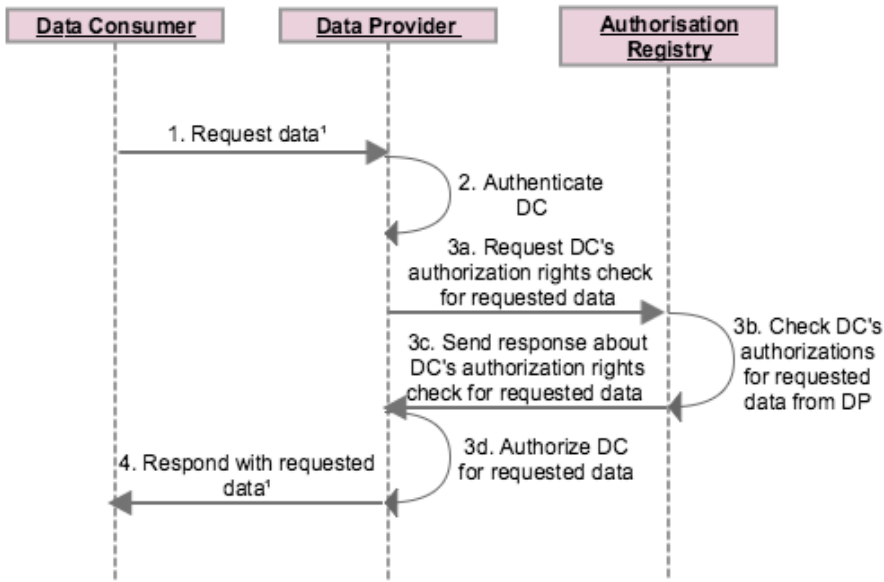 Data Consumer
Data Provider
Authorisation
Registry
1. Request data¹
2. Authenticate
DC
3a. Request DC's
authorization rights check
for requested data
3b. Check DC's
authorizations
for requested
data from DP
3c. Send response about
DC's authorization rights
check for requested data
3d. Authorize DC
for requested data
4. Respond with requested
data¹